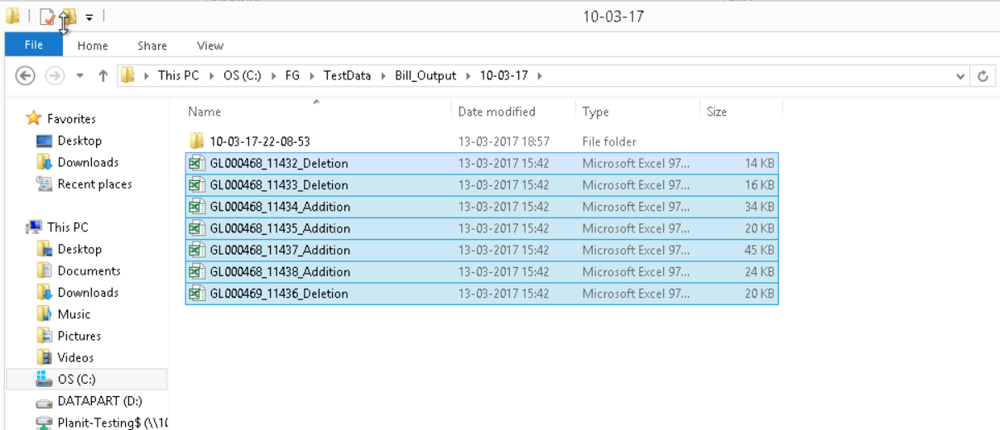 10-03-17
File Home Share View
This PC OS (C:) FG TestData Bill_Output 10-03-17
Name Date modified Type Size
Favorites
Desktop
Downloads
Recent places
This PC
Desktop
Documents
Downloads
Music
Pictures
Videos
OS (C:)
DATAPART (D:)
Planit-Testing$ (\\10
10-03-17-22-08-53 13-03-2017 18:57 File folder
GL000468_11432_Deletion 13-03-2017 15:42 Microsoft Excel 97... 14 KB
GL000468_11433_Deletion 13-03-2017 15:42 Microsoft Excel 97... 16 KB
GL000468_11434_Addition 13-03-2017 15:42 Microsoft Excel 97... 34 KB
GL000468_11435_Addition 13-03-2017 15:42 Microsoft Excel 97... 20 KB
GL000468_11437_Addition 13-03-2017 15:42 Microsoft Excel 97... 45 KB
GL000468_11438_Addition 13-03-2017 15:42 Microsoft Excel 97... 24 KB
GL000469_11436_Deletion 13-03-2017 15:42 Microsoft Excel 97... 20 KB